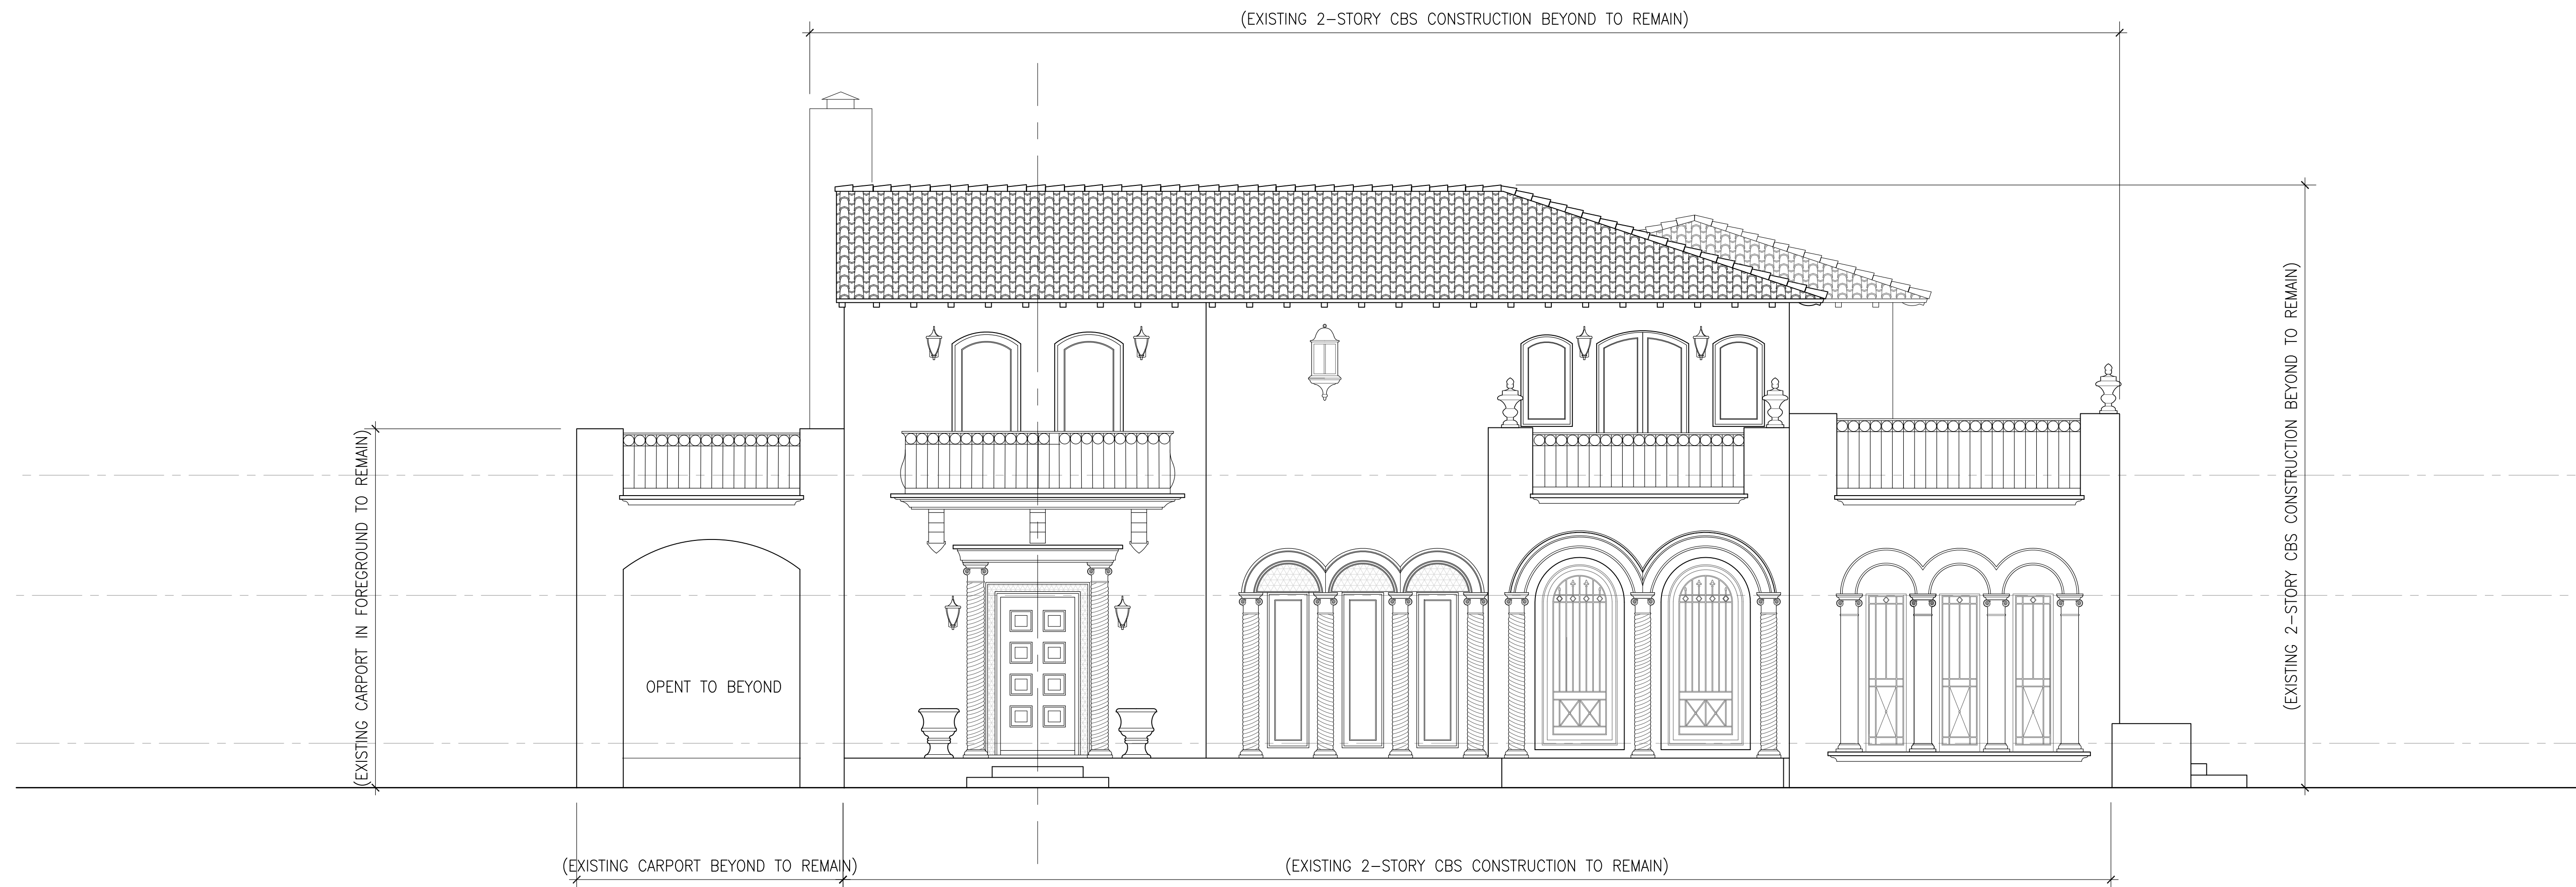 (EXISTING 2-STORY CBS CONSTRUCTION BEYOND TO REMAIN)
(EXISTING CARPORT IN FOREGROUND TO REMAIN)
OPENT TO BEYOND
(EXISTING 2-STORY CBS CONSTRUCTION BEYOND TO REMAIN)
(EXISTING CARPORT BEYOND TO REMAIN)
(EXISTING 2-STORY CBS CONSTRUCTION TO REMAIN)